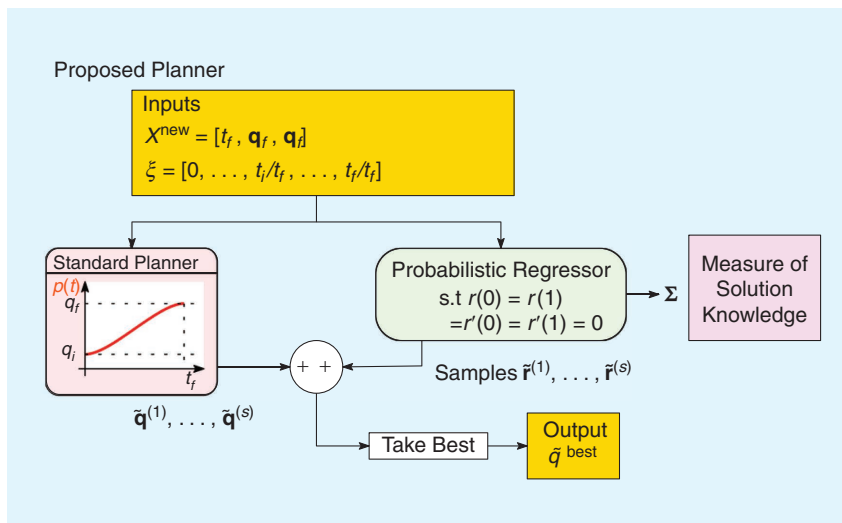 Proposed Planner
Inputs
X^new = [t_f , q_f , q_f]
ξ = [0, . . . , t_i/t_f , . . . , t_f/t_f]
Standard Planner
p(t)
q_f
q_i
t_f
Probabilistic Regressor
s.t r(0) = r(1)
=r′(0) = r′(1) = 0
Σ
Measure of
Solution
Knowledge
+ +
Samples r̃^(1), . . . , r̃^(s)
q̃^(1), . . . , q̃^(s)
Take Best
Output
q̃ ^best